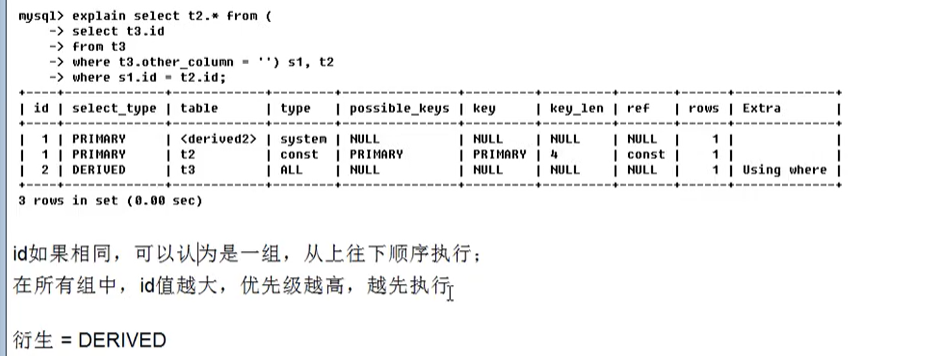 mysql> explain select t2.* from (
-> select t3.id
-> from t3
-> where t3.other_column = '') s1, t2
-> where s1.id = t2.id;
| id | select_type | table | type | possible_keys | key | key_len | ref | rows | Extra |
| 1 | PRIMARY | <derived2> | system | NULL | NULL | NULL | NULL | 1 | |
| 1 | PRIMARY | t2 | const | PRIMARY | PRIMARY | 4 | const | 1 | |
| 2 | DERIVED | t3 | ALL | NULL | NULL | NULL | NULL | 1 | Using where |
3 rows in set (0.00 sec)
id如果相同，可以认为是一组，从上往下顺序执行；
在所有组中，id值越大，优先级越高，越先执行
衍生 = DERIVED